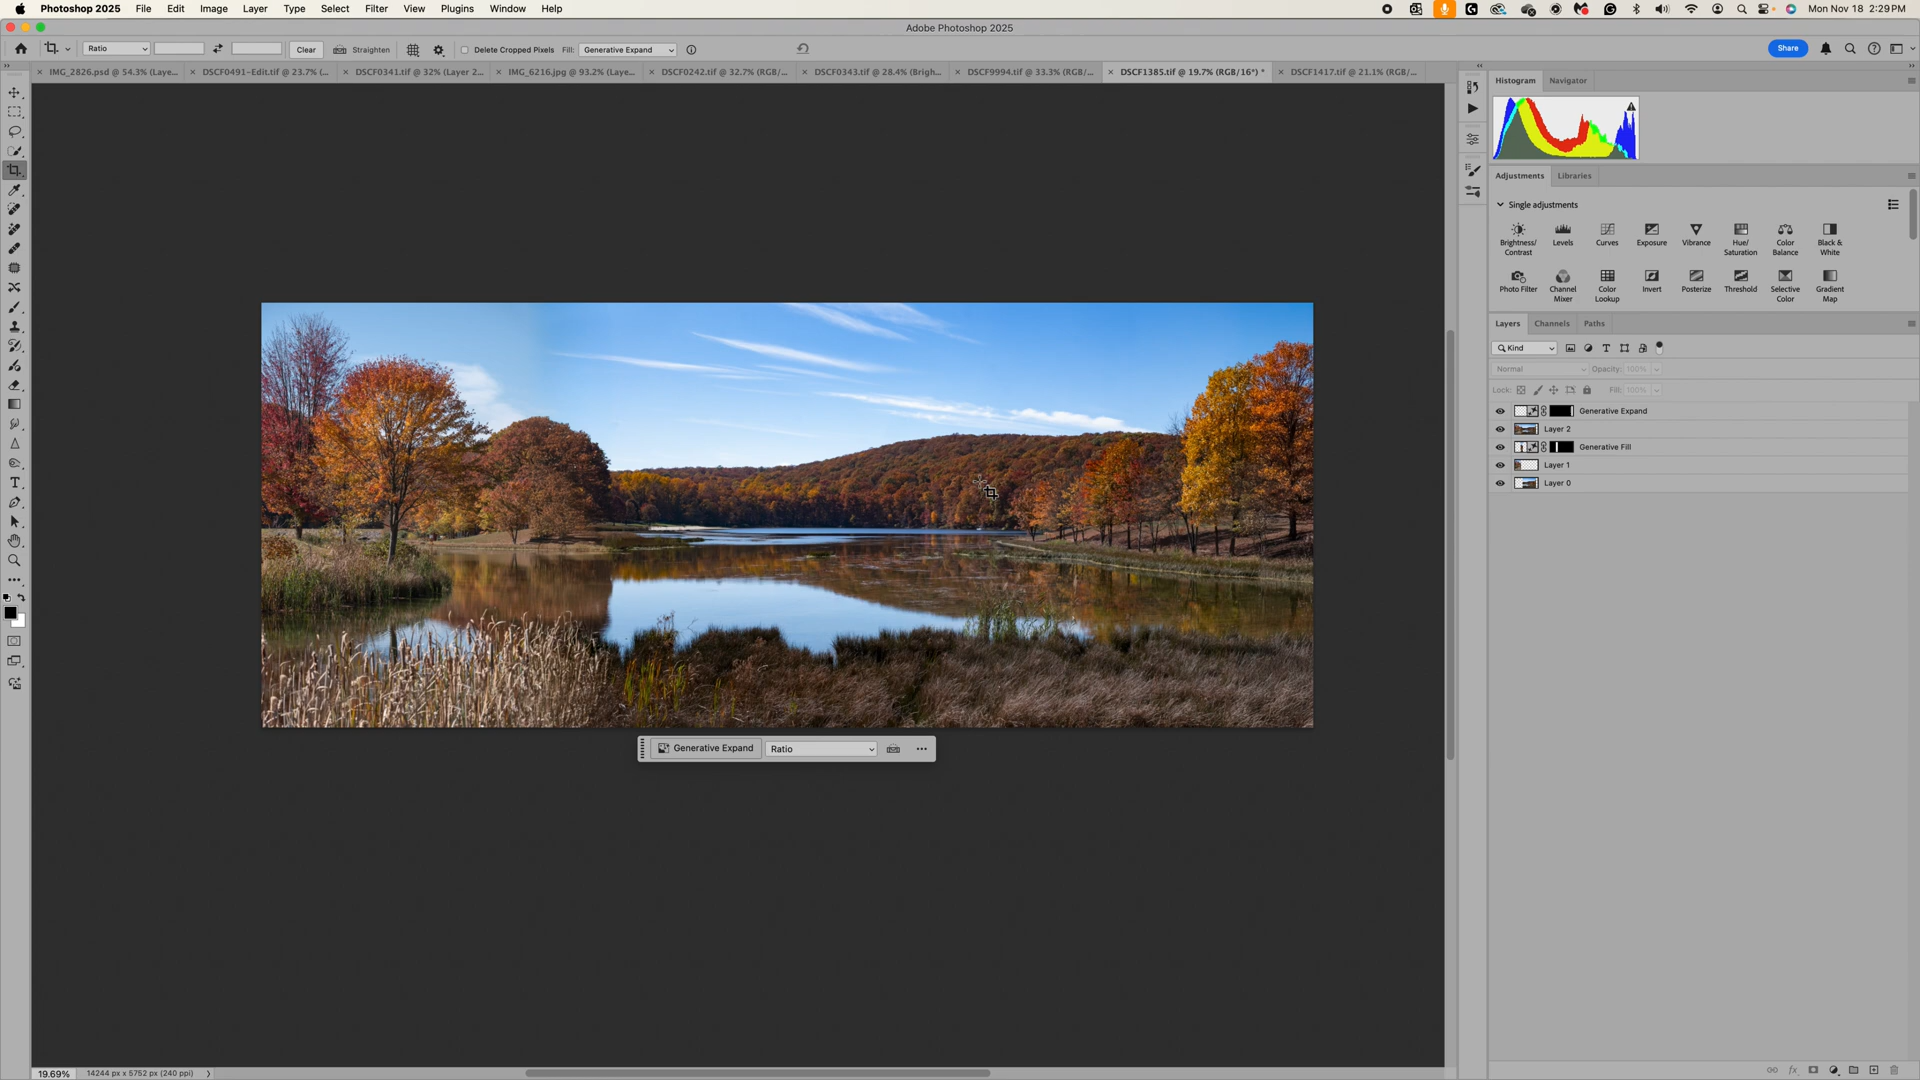 Photoshop 2025 File Edit Image Layer Type Select Filter View Plugins Window Help Mon Nov 18 2:29 PM
Adobe Photoshop 2025
Ratio Clear Straighten Delete Cropped Pixels Fill: Generative Expand Share
IMG_2826.psd @ 54.3% (Laye... DSCF0491-Edit.tif @ 23.7% (... DSCF0341.tif @ 32% (Layer 2... IMG_6216.jpg @ 93.2% (Laye... DSCF0242.tif @ 32.7% (RGB/... DSCF0343.tif @ 28.4% (Brigh... DSCF9994.tif @ 33.3% (RGB/... DSCF1385.tif @ 19.7% (RGB/16*) * DSCF1417.tif @ 21.1% (RGB/...
Histogram Navigator
Adjustments Libraries
Single adjustments
Brightness/ Contrast Levels Curves Exposure Vibrance Hue/ Saturation Color Balance Black & White
Photo Filter Channel Mixer Color Lookup Invert Posterize Threshold Selective Color Gradient Map
Layers Channels Paths
Kind
Normal Opacity: 100%
Lock: Fill: 100%
Generative Expand
Layer 2
Generative Fill
Layer 1
Layer 0
Generative Expand Ratio
19.69% 14244 px x 5752 px (240 ppi)